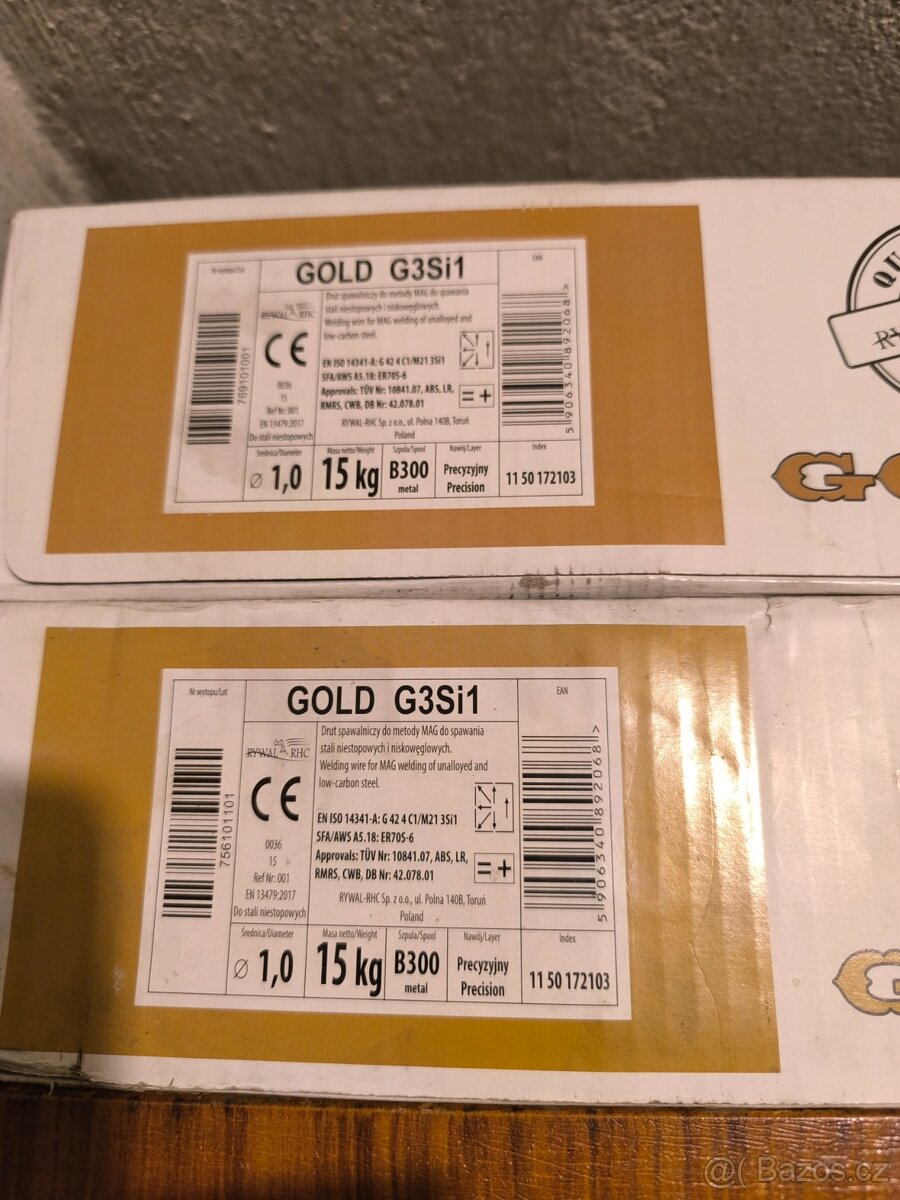 Nr wytopu/Lot
769101001
GOLD G3Si1
RYWAL RHC
CE
0036
15
Ref Nr: 001
EN 13479:2017
Do stali niestopowych
Drut spawalniczy do metody MAG do spawania
stali niestopowych i niskowęglowych.
Welding wire for MAG welding of unalloyed and
low-carbon steel.
EN ISO 14341-A: G 42 4 C1/M21 3Si1
SFA/AWS A5.18: ER70S-6
Approvals: TÜV Nr: 10841.07, ABS, LR,
RMRS, CWB, DB Nr: 42.078.01
= +
RYWAL-RHC Sp. z o.o., ul. Polna 140B, Toruń
Poland
EAN
5 906340 892068 >
Średnica/Diameter
∅ 1,0
Masa netto/Weight
15 kg
Szpula/Spool
B300
metal
Nawój/Layer
Precyzyjny
Precision
Index
11 50 172103
QU
RY
GO
Nr wytopu/Lot
756101101
GOLD G3Si1
RYWAL RHC
CE
0036
15
Ref Nr: 001
EN 13479:2017
Do stali niestopowych
Drut spawalniczy do metody MAG do spawania
stali niestopowych i niskowęglowych.
Welding wire for MAG welding of unalloyed and
low-carbon steel.
EN ISO 14341-A: G 42 4 C1/M21 3Si1
SFA/AWS A5.18: ER70S-6
Approvals: TÜV Nr: 10841.07, ABS, LR,
RMRS, CWB, DB Nr: 42.078.01
= +
RYWAL-RHC Sp. z o.o., ul. Polna 140B, Toruń
Poland
EAN
5 906340 892068 >
Średnica/Diameter
∅ 1,0
Masa netto/Weight
15 kg
Szpula/Spool
B300
metal
Nawój/Layer
Precyzyjny
Precision
Index
11 50 172103
G
@( Bazos.cz